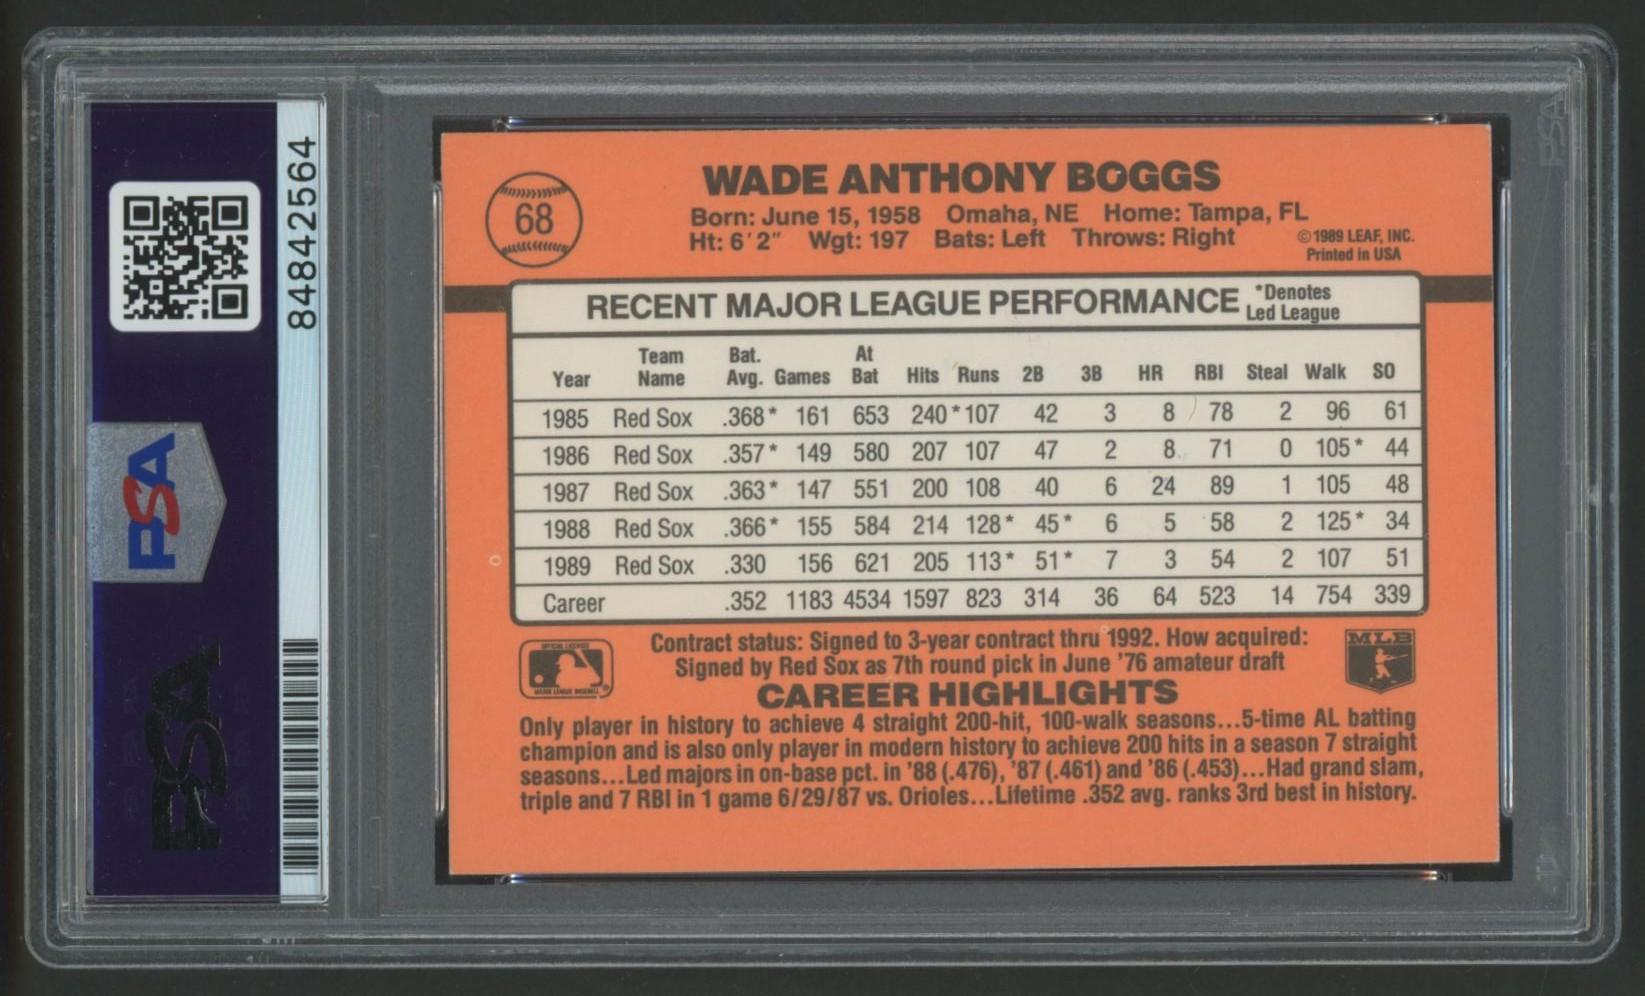 84842564
PSA
PSA
PSA
68
WADE ANTHONY BOGGS
Born: June 15, 1958 Omaha, NE Home: Tampa, FL
Ht: 6'2" Wgt: 197 Bats: Left Throws: Right
©1989 LEAF, INC.
Printed in USA
RECENT MAJOR LEAGUE PERFORMANCE *Denotes Led League
Year Team Name Bat. Avg. Games At Bat Hits Runs 2B 3B HR RBI Steal Walk SO
1985 Red Sox .368* 161 653 240* 107 42 3 8 78 2 96 61
1986 Red Sox .357* 149 580 207 107 47 2 8 71 0 105* 44
1987 Red Sox .363* 147 551 200 108 40 6 24 89 1 105 48
1988 Red Sox .366* 155 584 214 128* 45* 6 5 58 2 125* 34
1989 Red Sox .330 156 621 205 113* 51* 7 3 54 2 107 51
Career .352 1183 4534 1597 823 314 36 64 523 14 754 339
OFFICIAL LICENSEE
MAJOR LEAGUE BASEBALL
®
Contract status: Signed to 3-year contract thru 1992. How acquired:
Signed by Red Sox as 7th round pick in June '76 amateur draft
MLB
CAREER HIGHLIGHTS
Only player in history to achieve 4 straight 200-hit, 100-walk seasons...5-time AL batting
champion and is also only player in modern history to achieve 200 hits in a season 7 straight
seasons...Led majors in on-base pct. in '88 (.476), '87 (.461) and '86 (.453)...Had grand slam,
triple and 7 RBI in 1 game 6/29/87 vs. Orioles...Lifetime .352 avg. ranks 3rd best in history.